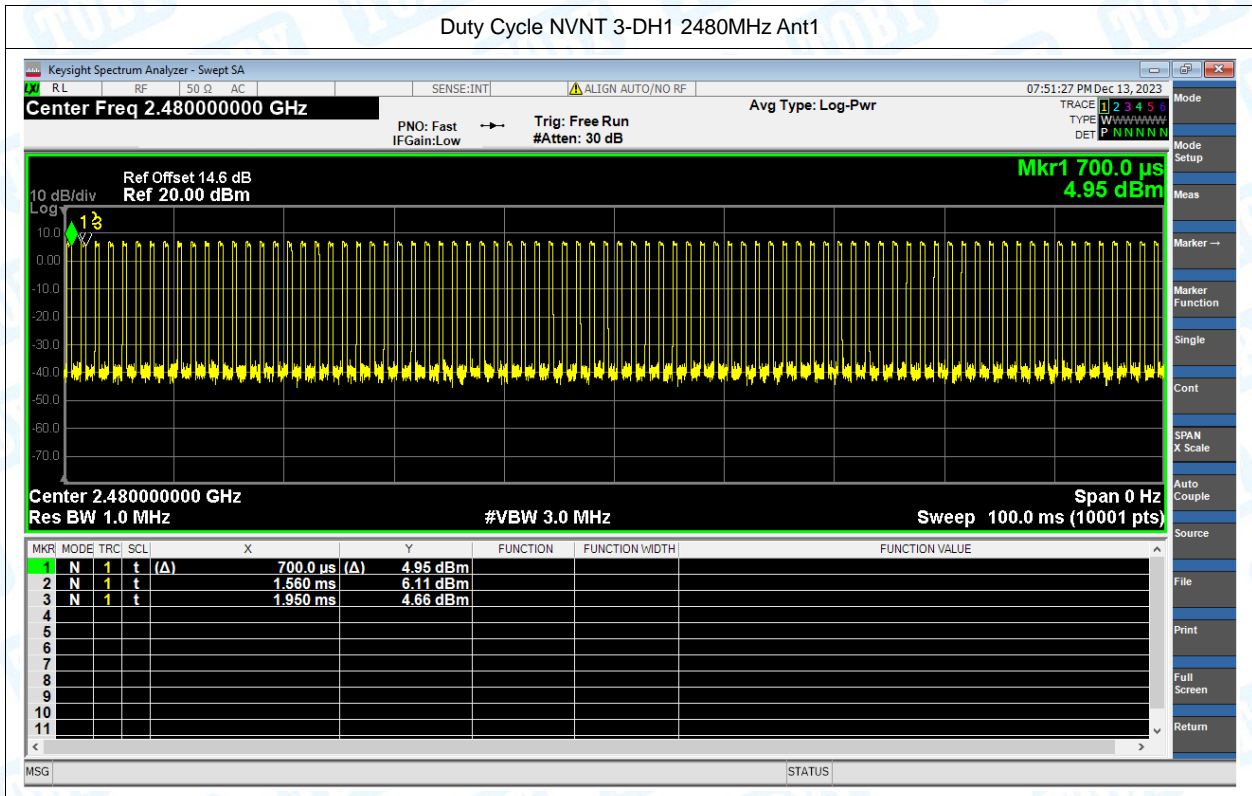 Duty Cycle NVNT 3-DH1 2480MHz Ant1
Keysight Spectrum Analyzer - Swept SA
LXI RL RF 50 Ω AC SENSE:INT ALIGN AUTO/NO RF 07:51:27 PM Dec 13, 2023
Center Freq 2.480000000 GHz
PNO: Fast
IFGain:Low
Trig: Free Run
#Atten: 30 dB
Avg Type: Log-Pwr
TRACE 1 2 3 4 5 6
TYPE WWWWWW
DET P N N N N N
Ref Offset 14.6 dB
10 dB/div Ref 20.00 dBm
Log
Mkr1 700.0 µs
4.95 dBm
1 3
10.0
0.00
-10.0
-20.0
-30.0
-40.0
-50.0
-60.0
-70.0
Center 2.480000000 GHz Span 0 Hz
Res BW 1.0 MHz #VBW 3.0 MHz Sweep 100.0 ms (10001 pts)
MKR MODE TRC SCL X Y FUNCTION FUNCTION WIDTH FUNCTION VALUE
1 N 1 t (Δ) 700.0 µs (Δ) 4.95 dBm
2 N 1 t 1.560 ms 6.11 dBm
3 N 1 t 1.950 ms 4.66 dBm
4
5
6
7
8
9
10
11
MSG STATUS
Mode
Mode
Setup
Meas
Marker →
Marker
Function
Single
Cont
SPAN
X Scale
Auto
Couple
Source
File
Print
Full
Screen
Return
TOBY